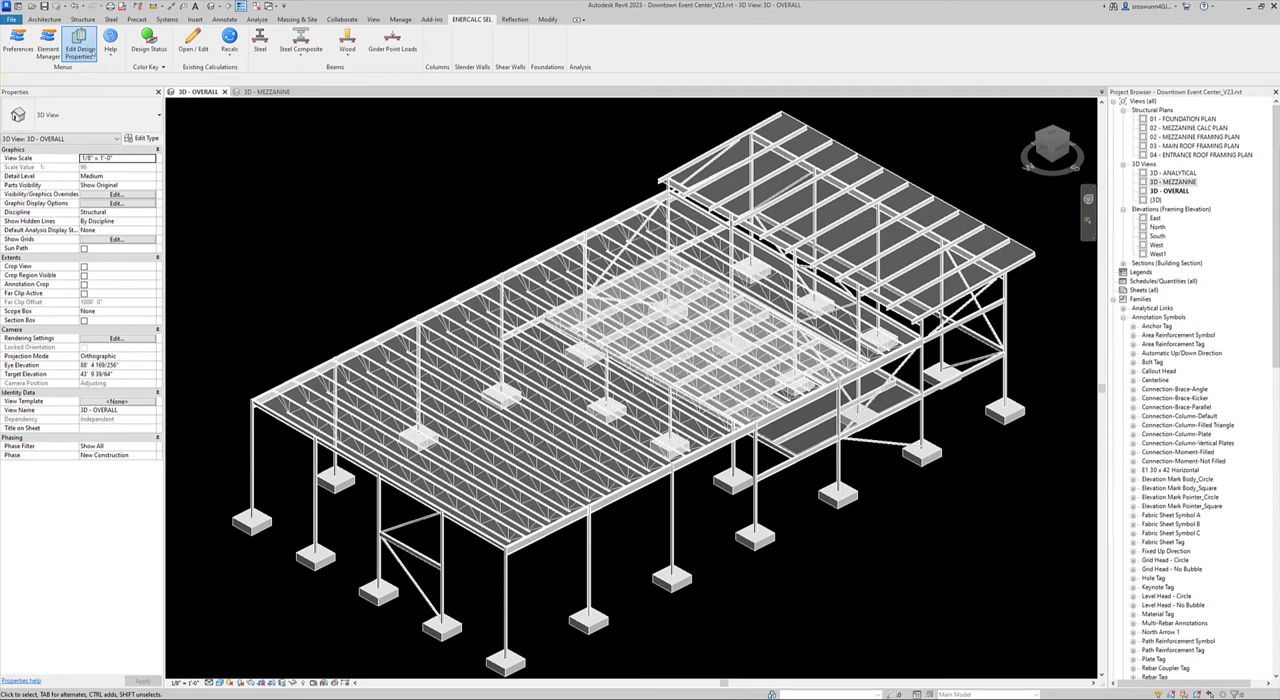 Autodesk Revit 2023 - Downtown Event Center_V23.rvt - 3D View: 3D - OVERALL
sroswurm4GI...
File Architecture Structure Steel Precast Systems Insert Annotate Analyze Massing & Site Collaborate View Manage Add-Ins ENERCALC SEL Reflection Modify
Preferences Element Manager Edit Design Properties Help Design Status Open / Edit Recalc Steel Steel Composite Wood Girder Point Loads
Menus Color Key Existing Calculations Beams Columns Slender Walls Shear Walls Foundations Analysis
Properties
3D - OVERALL 3D - MEZZANINE
3D View
3D View: 3D - OVERALL Edit Type
Graphics
View Scale 1/8" = 1'-0"
Scale Value 1: 96
Detail Level Medium
Parts Visibility Show Original
Visibility/Graphics Overrides Edit...
Graphic Display Options Edit...
Discipline Structural
Show Hidden Lines By Discipline
Default Analysis Display St... None
Show Grids Edit...
Sun Path
Extents
Crop View
Crop Region Visible
Annotation Crop
Far Clip Active
Far Clip Offset 1000' 0"
Scope Box None
Section Box
Camera
Rendering Settings Edit...
Locked Orientation
Projection Mode Orthographic
Eye Elevation 88' 4 169/256"
Target Elevation 43' 9 39/64"
Camera Position Adjusting
Identity Data
View Template <None>
View Name 3D - OVERALL
Dependency Independent
Title on Sheet
Phasing
Phase Filter Show All
Phase New Construction
Properties help Apply
1/8" = 1'-0"
Click to select, TAB for alternates, CTRL adds, SHIFT unselects.
Main Model
Project Browser - Downtown Event Center_V23.rvt
Views (all)
Structural Plans
01 - FOUNDATION PLAN
02 - MEZZANINE CALC PLAN
02 - MEZZANINE FRAMING PLAN
03 - MAIN ROOF FRAMING PLAN
04 - ENTRANCE ROOF FRAMING PLAN
3D Views
3D - ANALYTICAL
3D - MEZZANINE
3D - OVERALL
{3D}
Elevations (Framing Elevation)
East
North
South
West
West1
Sections (Building Section)
Legends
Schedules/Quantities (all)
Sheets (all)
Families
Analytical Links
Annotation Symbols
Anchor Tag
Area Reinforcement Symbol
Area Reinforcement Tag
Automatic Up/Down Direction
Bolt Tag
Callout Head
Centerline
Connection-Brace-Angle
Connection-Brace-Kicker
Connection-Brace-Parallel
Connection-Column-Default
Connection-Column-Filled Triangle
Connection-Column-Plate
Connection-Column-Vertical Plates
Connection-Moment-Filled
Connection-Moment-Not Filled
E1 30 x 42 Horizontal
Elevation Mark Body_Circle
Elevation Mark Body_Square
Elevation Mark Pointer_Circle
Elevation Mark Pointer_Square
Fabric Sheet Symbol A
Fabric Sheet Symbol B
Fabric Sheet Symbol C
Fabric Sheet Tag
Fixed Up Direction
Grid Head - Circle
Grid Head - No Bubble
Hole Tag
Keynote Tag
Level Head - Circle
Level Head - No Bubble
Material Tag
Multi-Rebar Annotations
North Arrow 1
Path Reinforcement Symbol
Path Reinforcement Tag
Plate Tag
Rebar Coupler Tag
Rebar Tag